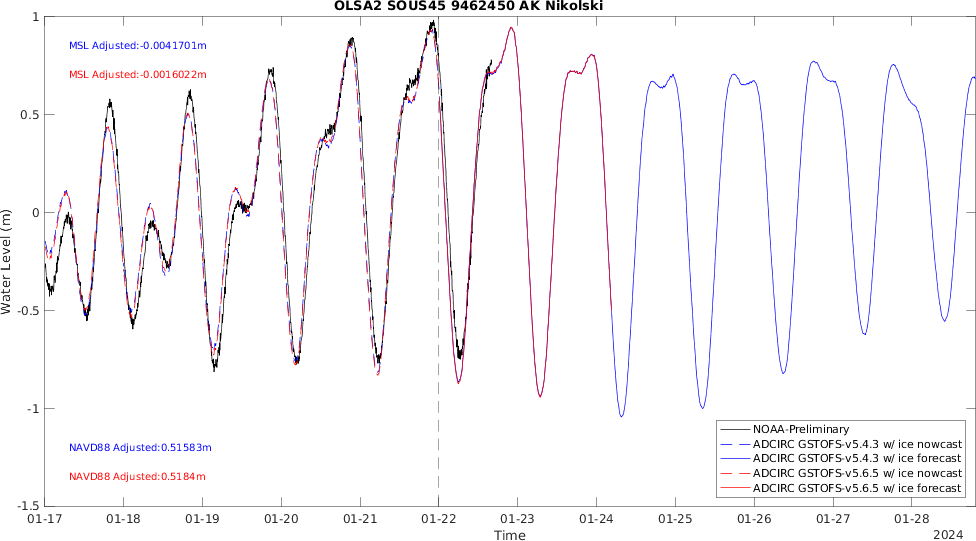 OLSA2 SOUS45 9462450 AK Nikolski
Water Level (m)
1
0.5
0
-0.5
-1
-1.5
MSL Adjusted:-0.0041701m
MSL Adjusted:-0.0016022m
NAVD88 Adjusted:0.51583m
NAVD88 Adjusted:0.5184m
NOAA-Preliminary
ADCIRC GSTOFS-v5.4.3 w/ ice nowcast
ADCIRC GSTOFS-v5.4.3 w/ ice forecast
ADCIRC GSTOFS-v5.6.5 w/ ice nowcast
ADCIRC GSTOFS-v5.6.5 w/ ice forecast
01-17 01-18 01-19 01-20 01-21 01-22 01-23 01-24 01-25 01-26 01-27 01-28
Time
2024